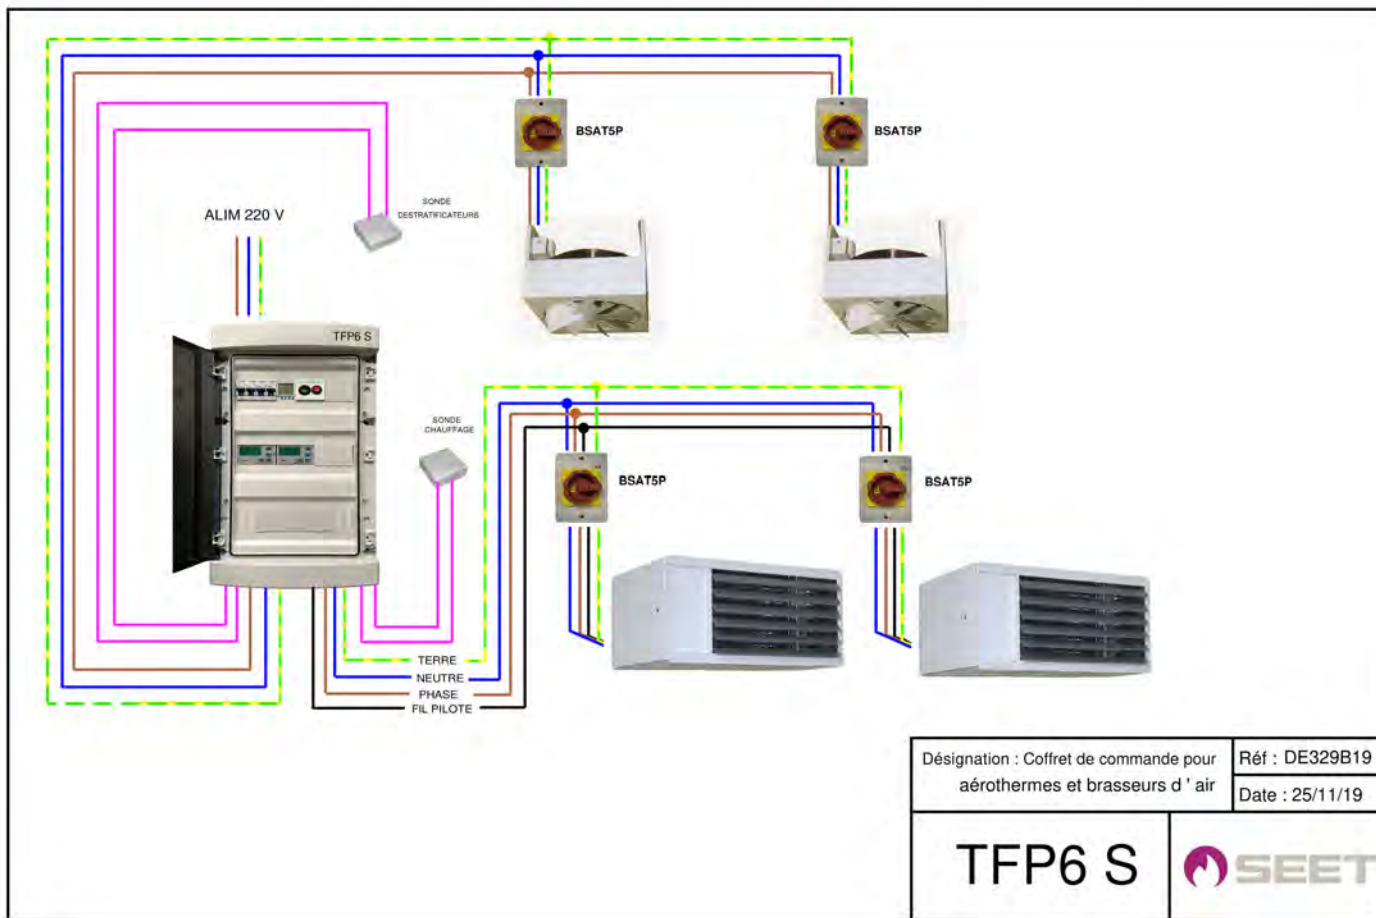 BSAT5P
BSAT5P
SONDE
DESTRATIFICATEURS
ALIM 220 V
TFP6 S
SONDE
CHAUFFAGE
BSAT5P
BSAT5P
TERRE
NEUTRE
PHASE
FIL PILOTE
Désignation : Coffret de commande pour
aérothermes et brasseurs d ' air
Réf : DE329B19
Date : 25/11/19
TFP6 S
SEET